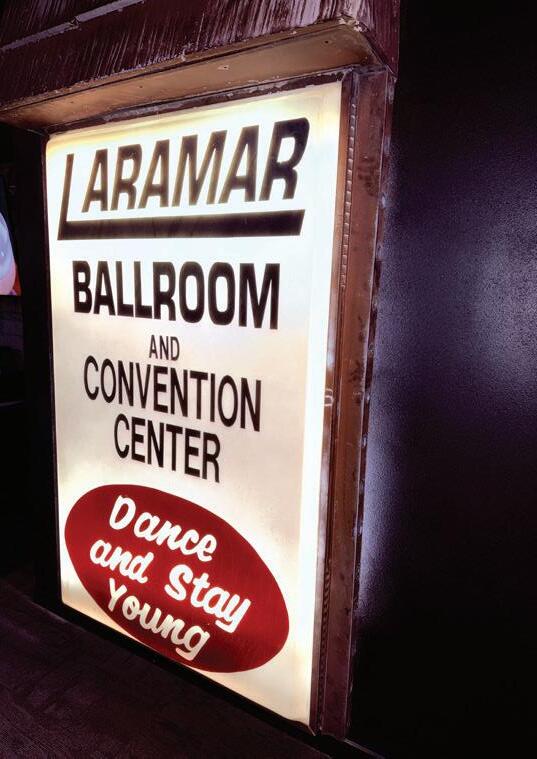 LARAMAR
BALLROOM
AND
CONVENTION
CENTER
Dance
and Stay
Young